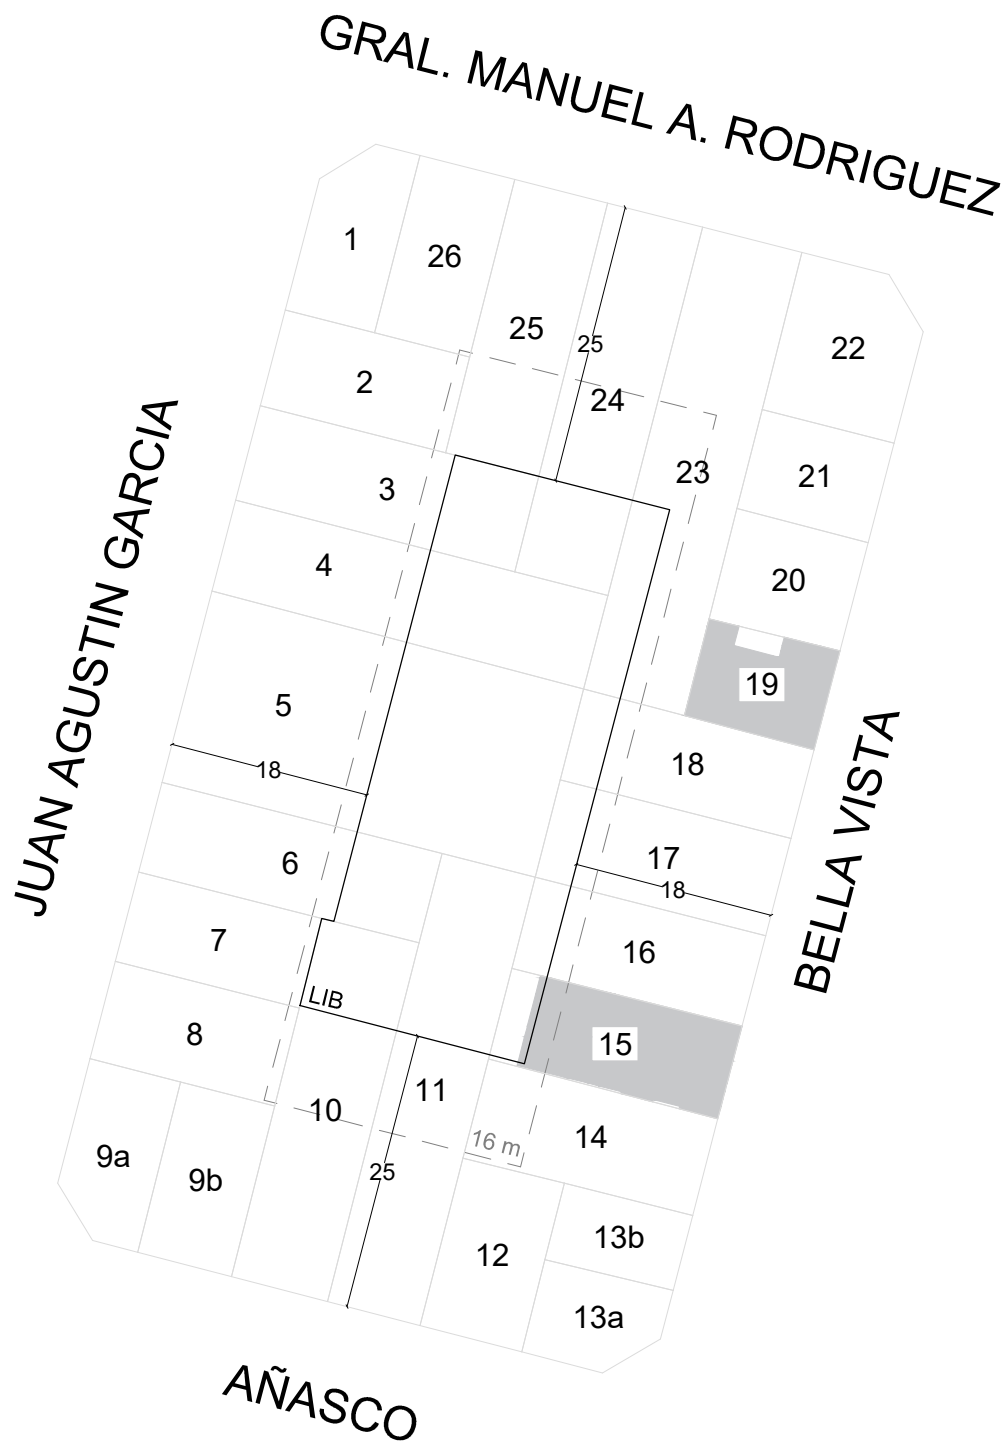 GRAL. MANUEL A. RODRIGUEZ
1
26
25
25
24
23
22
2
3
21
4
20
JUAN AGUSTIN GARCIA
19
5
18
18
BELLA VISTA
6
17
18
7
16
LIB
8
15
11
10
14
16 m
9a
9b
25
12
13b
13a
AÑASCO